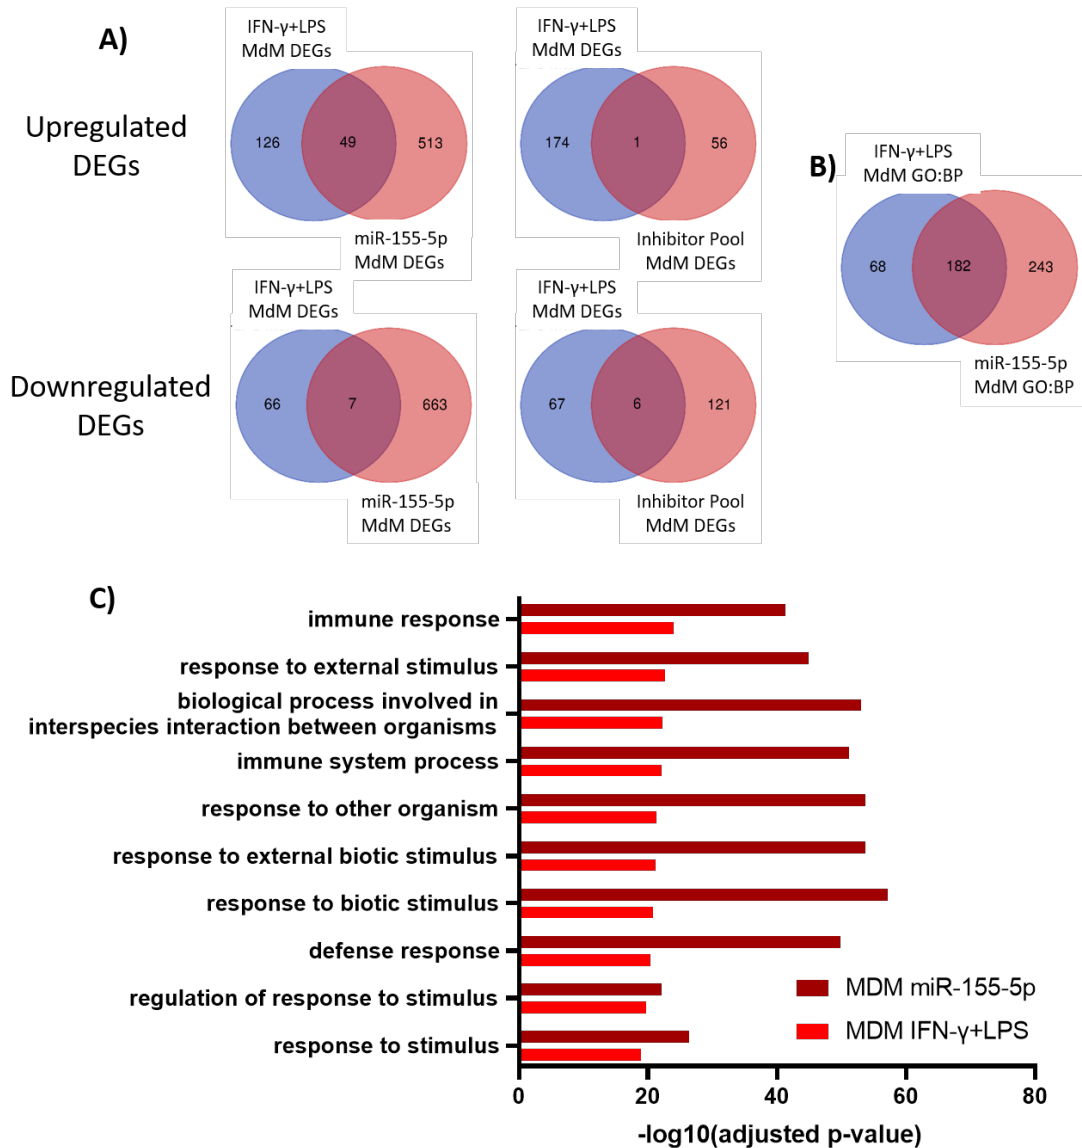 A)
IFN-γ+LPS
MdM DEGs
IFN-γ+LPS
MdM DEGs
Upregulated
DEGs
126
49
513
174
1
56
miR-155-5p
MdM DEGs
Inhibitor Pool
MdM DEGs
B)
IFN-γ+LPS
MdM GO:BP
68
182
243
miR-155-5p
MdM GO:BP
IFN-γ+LPS
MdM DEGs
IFN-γ+LPS
MdM DEGs
Downregulated
DEGs
66
7
663
67
6
121
miR-155-5p
MdM DEGs
Inhibitor Pool
MdM DEGs
C)
immune response
response to external stimulus
biological process involved in
interspecies interaction between organisms
immune system process
response to other organism
response to external biotic stimulus
response to biotic stimulus
defense response
regulation of response to stimulus
response to stimulus
MDM miR-155-5p
MDM IFN-γ+LPS
0
20
40
60
80
-log10(adjusted p-value)